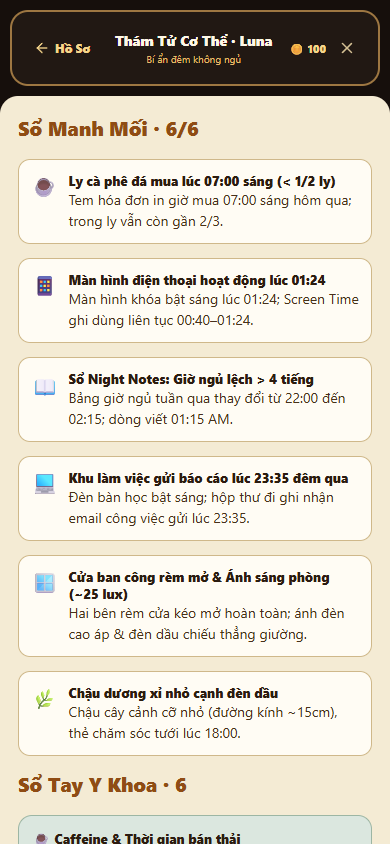 Hồ Sơ
Thám Tử Cơ Thể · Luna
Bí ẩn đêm không ngủ
100
Sổ Manh Mối · 6/6
Ly cà phê đá mua lúc 07:00 sáng (< 1/2 ly)
Tem hóa đơn in giờ mua 07:00 sáng hôm qua;
trong ly vẫn còn gần 2/3.
Màn hình điện thoại hoạt động lúc 01:24
Màn hình khóa bật sáng lúc 01:24; Screen Time
ghi dùng liên tục 00:40–01:24.
Sổ Night Notes: Giờ ngủ lệch > 4 tiếng
Bảng giờ ngủ tuần qua thay đổi từ 22:00 đến
02:15; dòng viết 01:15 AM.
Khu làm việc gửi báo cáo lúc 23:35 đêm qua
Đèn bàn học bật sáng; hộp thư đi ghi nhận
email công việc gửi lúc 23:35.
Cửa ban công rèm mở & Ánh sáng phòng
(~25 lux)
Hai bên rèm cửa kéo mở hoàn toàn; ánh đèn
cao áp & đèn dầu chiếu thẳng giường.
Chậu dương xỉ nhỏ cạnh đèn dầu
Chậu cây cảnh cỡ nhỏ (đường kính ~15cm),
thẻ chăm sóc tưới lúc 18:00.
Sổ Tay Y Khoa · 6
Caffeine & Thời gian bán thải